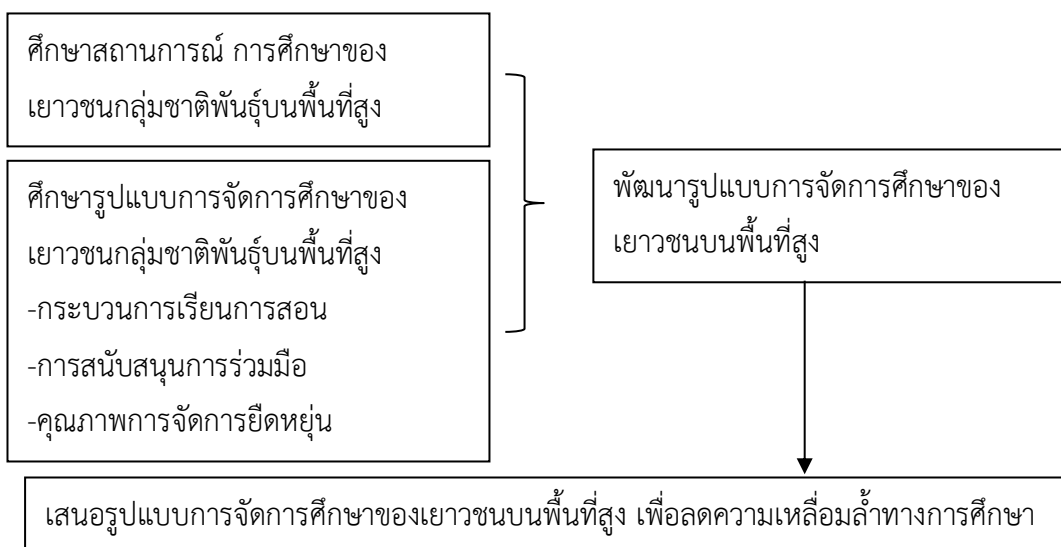 ศึกษาสถานการณ์ การศึกษาของ
เยาวชนกลุ่มชาติพันธุ์บนพื้นที่สูง
ศึกษารูปแบบการจัดการศึกษาของ
เยาวชนกลุ่มชาติพันธุ์บนพื้นที่สูง
-กระบวนการเรียนการสอน
-การสนับสนุนการร่วมมือ
-คุณภาพการจัดการยืดหยุ่น
พัฒนารูปแบบการจัดการศึกษาของ
เยาวชนบนพื้นที่สูง
เสนอรูปแบบการจัดการศึกษาของเยาวชนบนพื้นที่สูง เพื่อลดความเหลื่อมล้ำทางการศึกษา